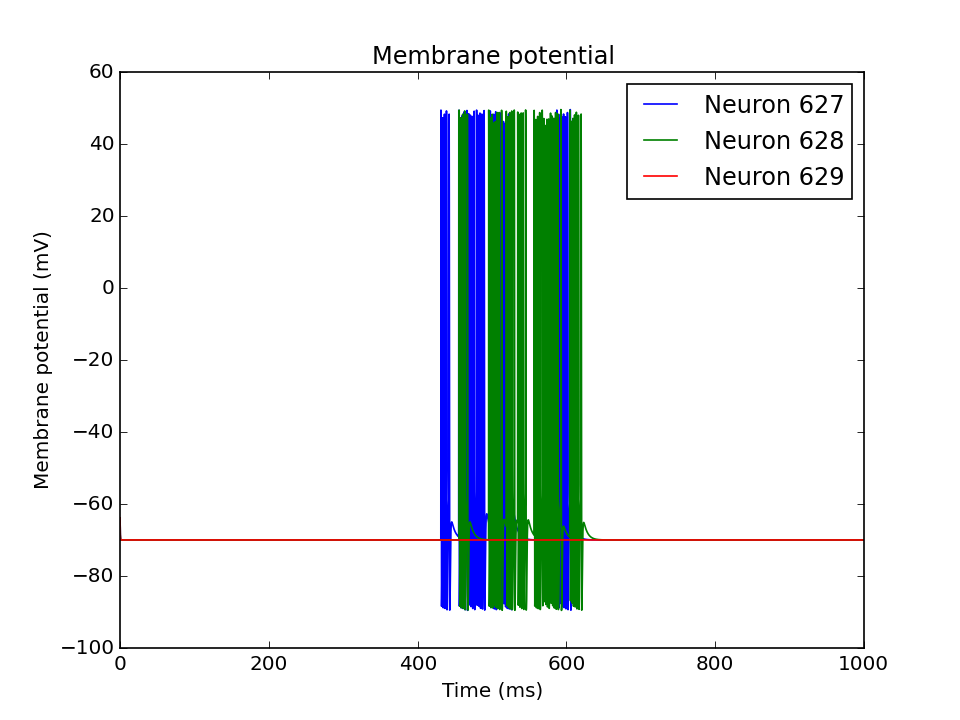 Membrane potential
60
40
20
0
−20
−40
−60
−80
−100
Membrane potential (mV)
Neuron 627
Neuron 628
Neuron 629
0 200 400 600 800 1000
Time (ms)